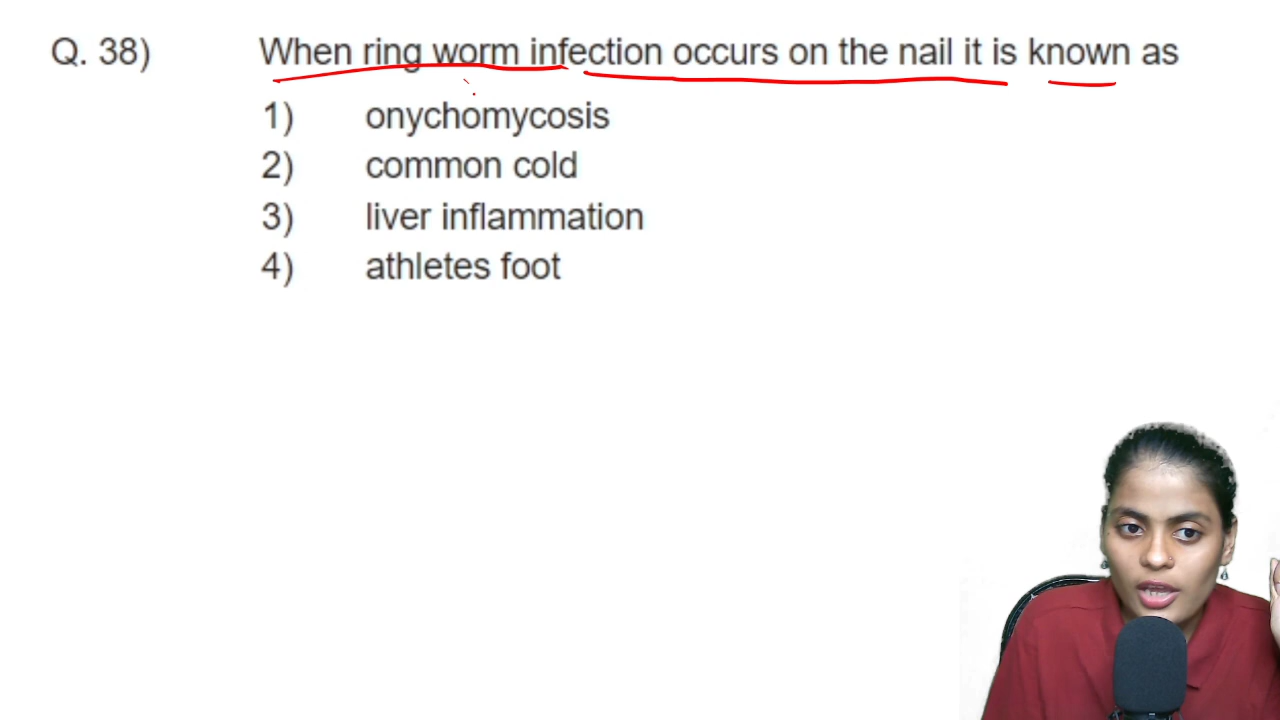 Q. 38) When ring worm infection occurs on the nail it is known as
1) onychomycosis
2) common cold
3) liver inflammation
4) athletes foot